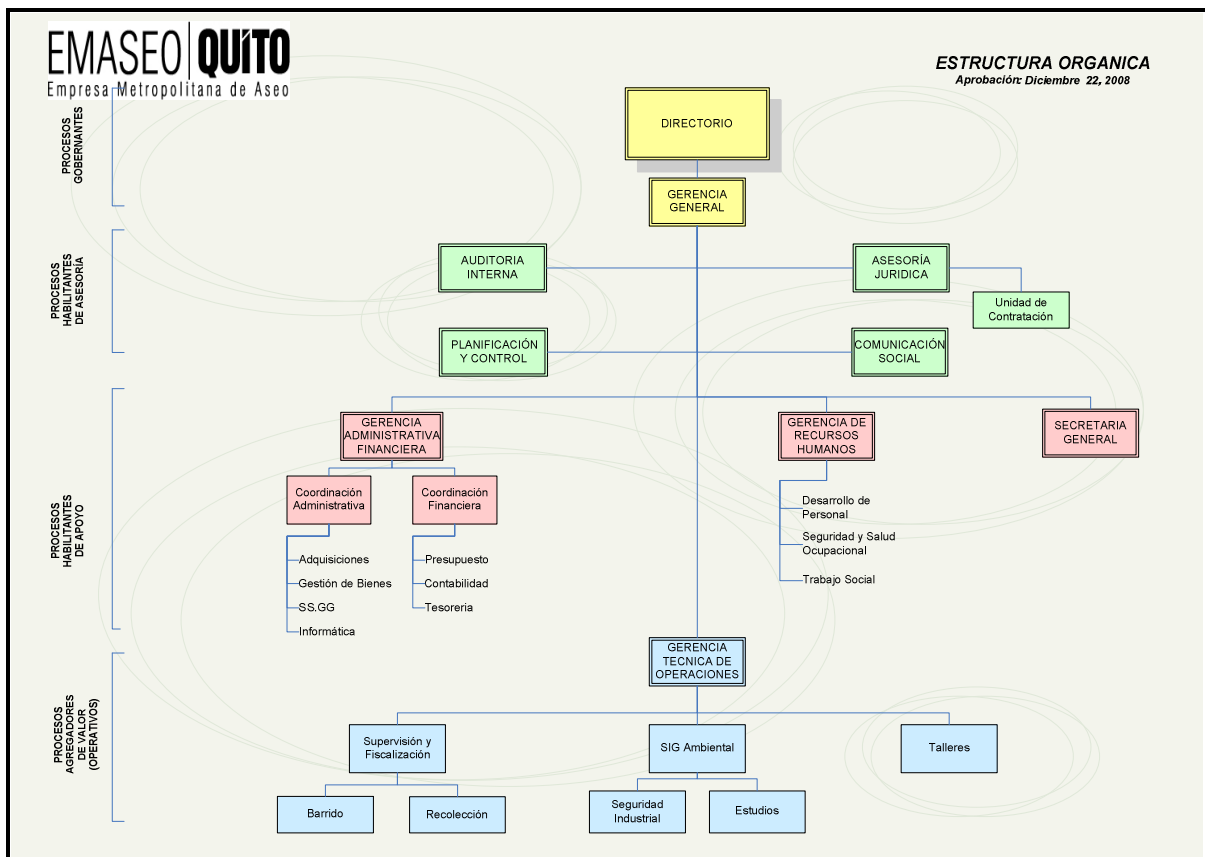 EMASEO QUÍTO
Empresa Metropolitana de Aseo
ESTRUCTURA ORGANICA
Aprobación: Diciembre 22, 2008
PROCESOS
GOBERNANTES
DIRECTORIO
GERENCIA
GENERAL
PROCESOS
HABILITANTES
DE ASESORÍA
AUDITORIA
INTERNA
ASESORÍA
JURIDICA
Unidad de
Contratación
PLANIFICACIÓN
Y CONTROL
COMUNICACIÓN
SOCIAL
PROCESOS
HABILITANTES
DE APOYO
GERENCIA
ADMINISTRATIVA
FINANCIERA
GERENCIA DE
RECURSOS
HUMANOS
SECRETARIA
GENERAL
Coordinación
Administrativa
Coordinación
Financiera
Adquisiciones
Gestión de Bienes
SS.GG
Informática
Presupuesto
Contabilidad
Tesoreria
Desarrollo de
Personal
Seguridad y Salud
Ocupacional
Trabajo Social
PROCESOS
AGREGADORES
DE VALOR
(OPERATIVOS)
GERENCIA
TECNICA DE
OPERACIONES
Supervisión y
Fiscalización
SIG Ambiental
Talleres
Barrido
Recolección
Seguridad
Industrial
Estudios